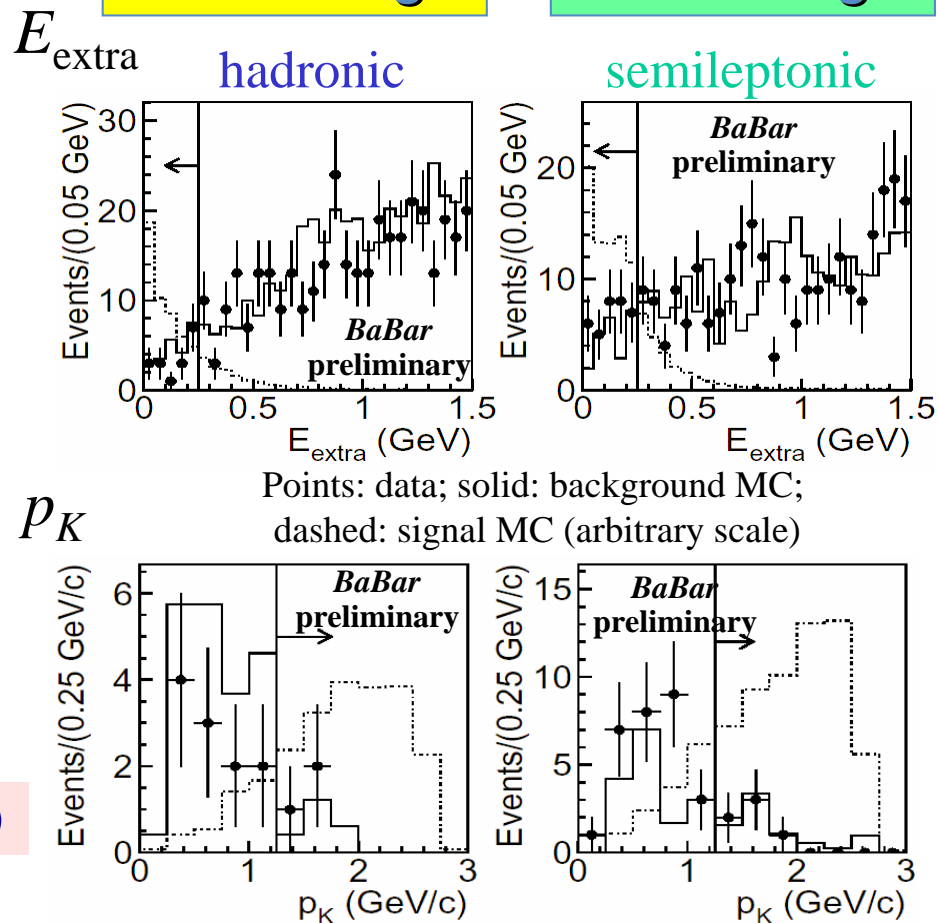 E_extra
hadronic
semileptonic
Events/(0.05 GeV)
30
20
10
0
BaBar
preliminary
0 0.5 1 1.5
E_extra (GeV)
Events/(0.05 GeV)
20
10
0
BaBar
preliminary
0 0.5 1 1.5
E_extra (GeV)
p_K
Points: data; solid: background MC;
dashed: signal MC (arbitrary scale)
Events/(0.25 GeV/c)
6
4
2
0
BaBar
preliminary
0 1 2 3
p_K (GeV/c)
Events/(0.25 GeV/c)
15
10
5
0
BaBar
preliminary
0 1 2 3
p_K (GeV/c)